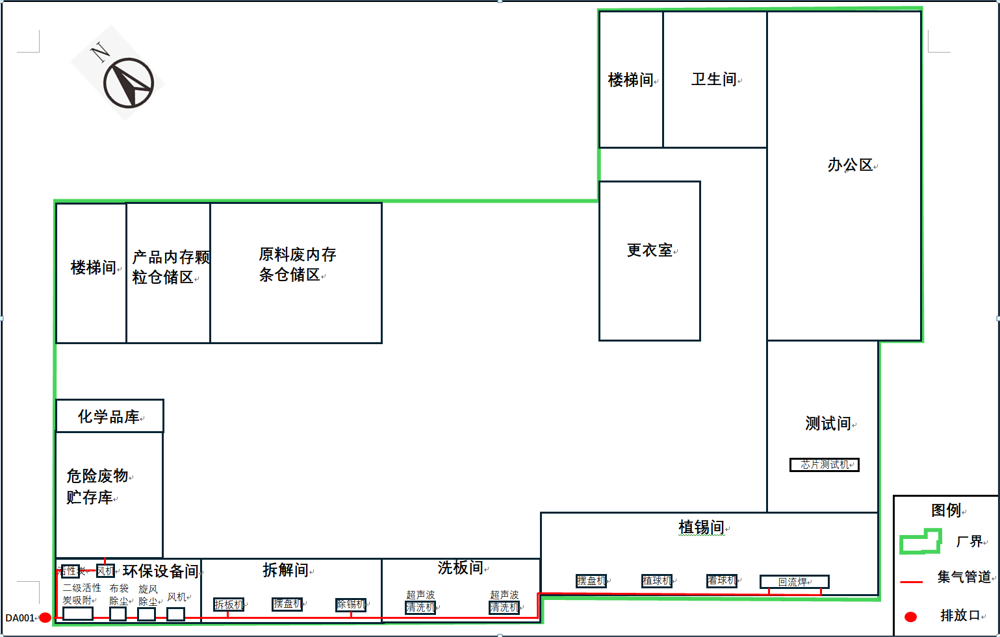 N
楼梯间
卫生间
办公区
更衣室
楼梯间
产品内存颗
粒仓储区
原料废内存
条仓储区
化学品库
危险废物
贮存库
测试间
芯片测试机
植锡间
摆盘机
植球机
看球机
回流焊
活性炭
风机
环保设备间
拆解间
洗板间
二级活性
炭吸附
布袋
除尘
旋风
除尘
风机
拆板机
摆盘机
除锡机
超声波
清洗机
超声波
清洗机
DA001
图例
厂界
集气管道
排放口